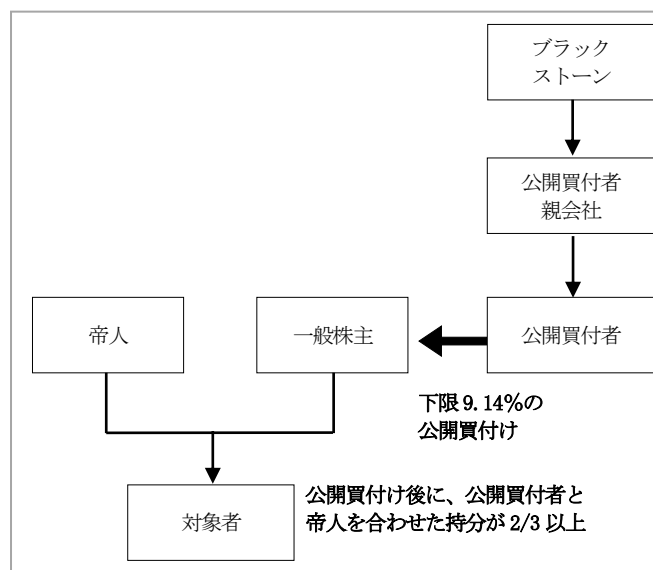 ブラック
ストーン
公開買付者
親会社
帝人
一般株主
公開買付者
下限 9.14%の
公開買付け
対象者
公開買付け後に、公開買付者と
帝人を合わせた持分が 2/3 以上